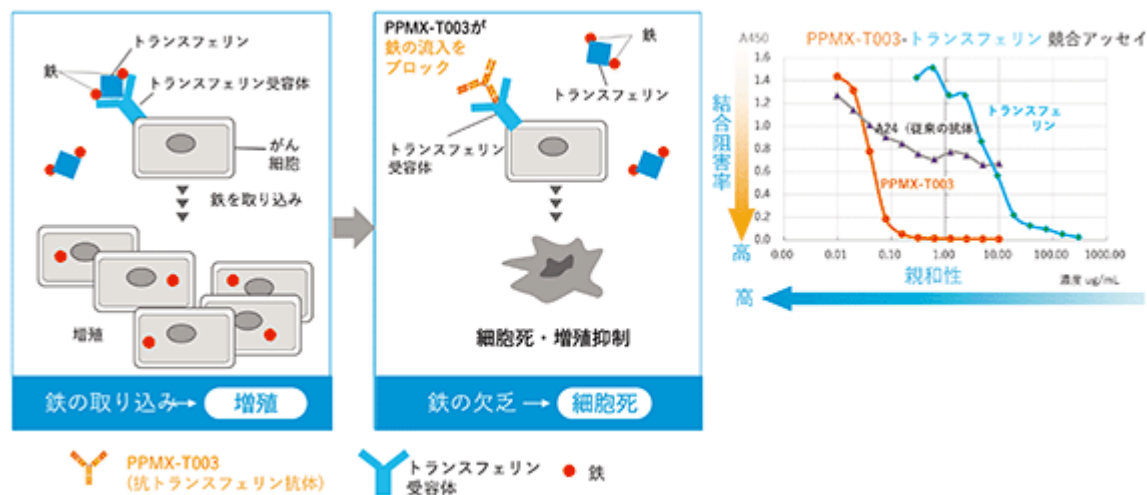 トランスフェリン
鉄
トランスフェリン受容体
がん
細胞
鉄を取り込み
増殖
鉄の取り込み→ 増殖
PPMX-T003が
鉄の流入を
ブロック
鉄
トランスフェリン
トランスフェリン
受容体
細胞死・増殖抑制
鉄の欠乏 → 細胞死
PPMX-T003
(抗トランスフェリン抗体)
トランスフェリン
受容体
鉄
A450
PPMX-T003-トランスフェリン 競合アッセイ
結合阻害率
高
1.6
1.4
1.2
1.0
0.8
0.6
0.4
0.2
0.0
トランスフェ
リン
A24（従来の抗体）
PPMX-T003
0.00 0.01 0.10 1.00 10.00 100.00 1000.00
親和性
濃度 ug/mL
高